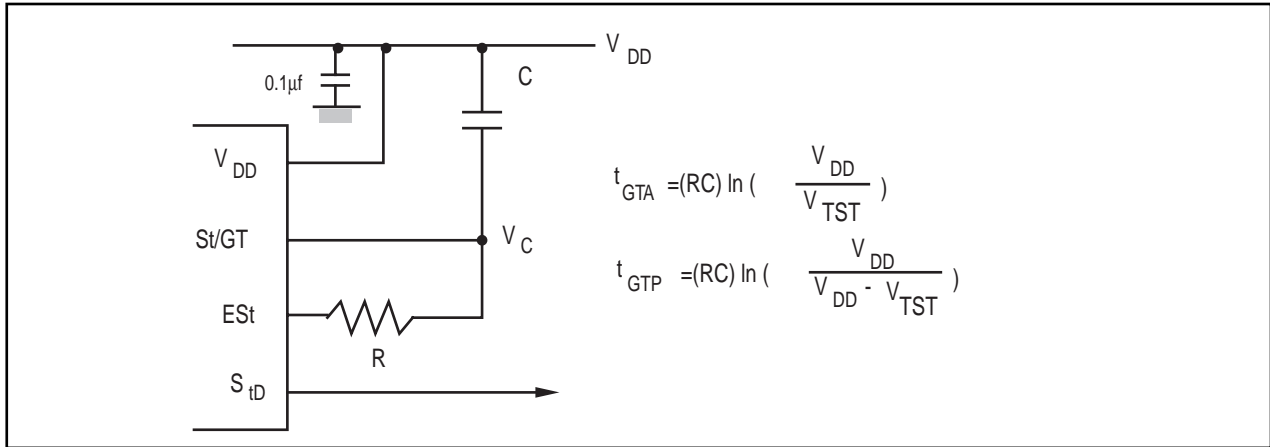 V DD
0.1µf
C
V DD
St/GT
V C
ESt
R
S tD
t GTA =(RC) ln ( V DD / V TST )
t GTP =(RC) ln ( V DD / V DD - V TST )